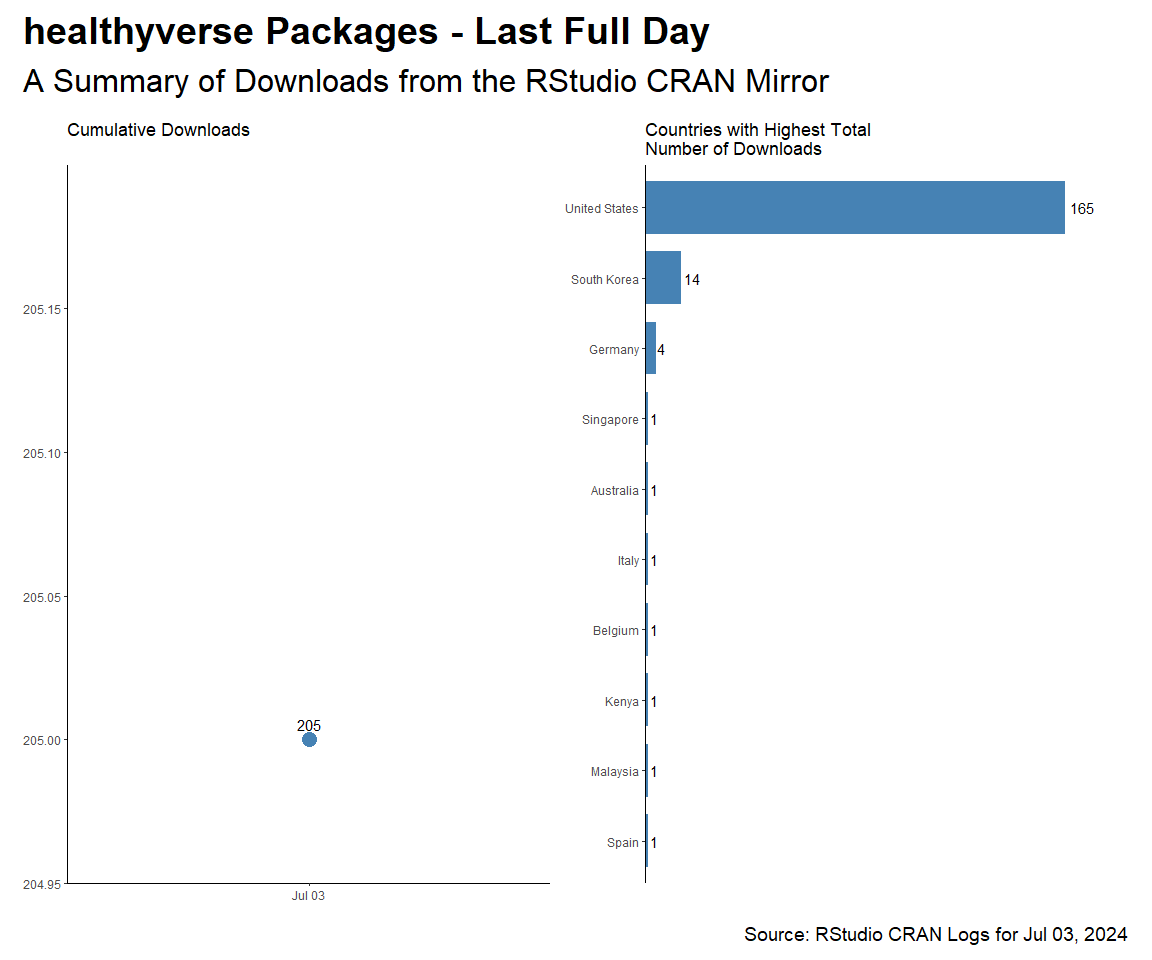 healthyverse Packages - Last Full Day
A Summary of Downloads from the RStudio CRAN Mirror
Cumulative Downloads
205.15
205.10
205.05
205.00
204.95
205
Jul 03
Countries with Highest Total
Number of Downloads
United States 165
South Korea 14
Germany 4
Singapore 1
Australia 1
Italy 1
Belgium 1
Kenya 1
Malaysia 1
Spain 1
Source: RStudio CRAN Logs for Jul 03, 2024